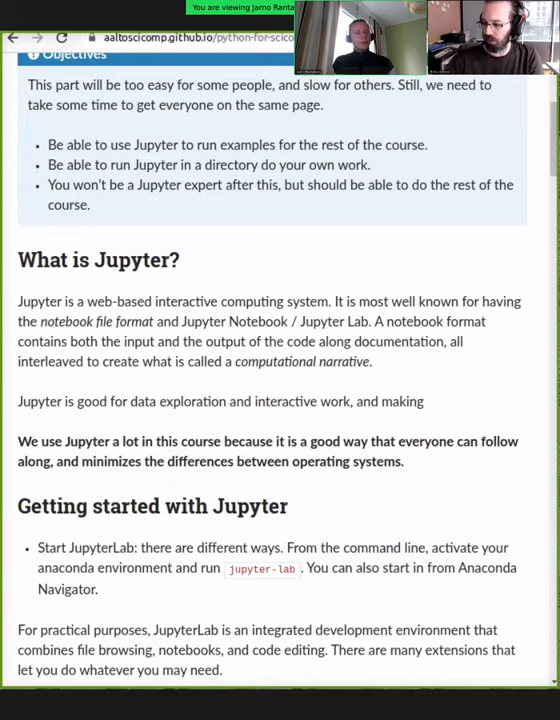 You are viewing Jarno Ranta
aaltoscicomp.github.io/python-for-scico
Objectives
This part will be too easy for some people, and slow for others. Still, we need to
take some time to get everyone on the same page.
• Be able to use Jupyter to run examples for the rest of the course.
• Be able to run Jupyter in a directory do your own work.
• You won't be a Jupyter expert after this, but should be able to do the rest of the
course.
What is Jupyter?
Jupyter is a web-based interactive computing system. It is most well known for having
the notebook file format and Jupyter Notebook / Jupyter Lab. A notebook format
contains both the input and the output of the code along documentation, all
interleaved to create what is called a computational narrative.
Jupyter is good for data exploration and interactive work, and making
We use Jupyter a lot in this course because it is a good way that everyone can follow
along, and minimizes the differences between operating systems.
Getting started with Jupyter
• Start JupyterLab: there are different ways. From the command line, activate your
anaconda environment and run jupyter-lab . You can also start in from Anaconda
Navigator.
For practical purposes, JupyterLab is an integrated development environment that
combines file browsing, notebooks, and code editing. There are many extensions that
let you do whatever you may need.